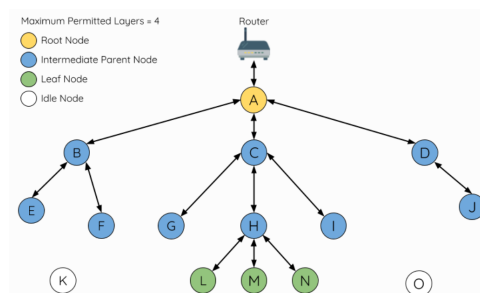 Maximum Permitted Layers = 4
Router
Root Node
Intermediate Parent Node
Leaf Node
Idle Node
A
B
C
D
E
F
G
H
I
J
K
L
M
N
O